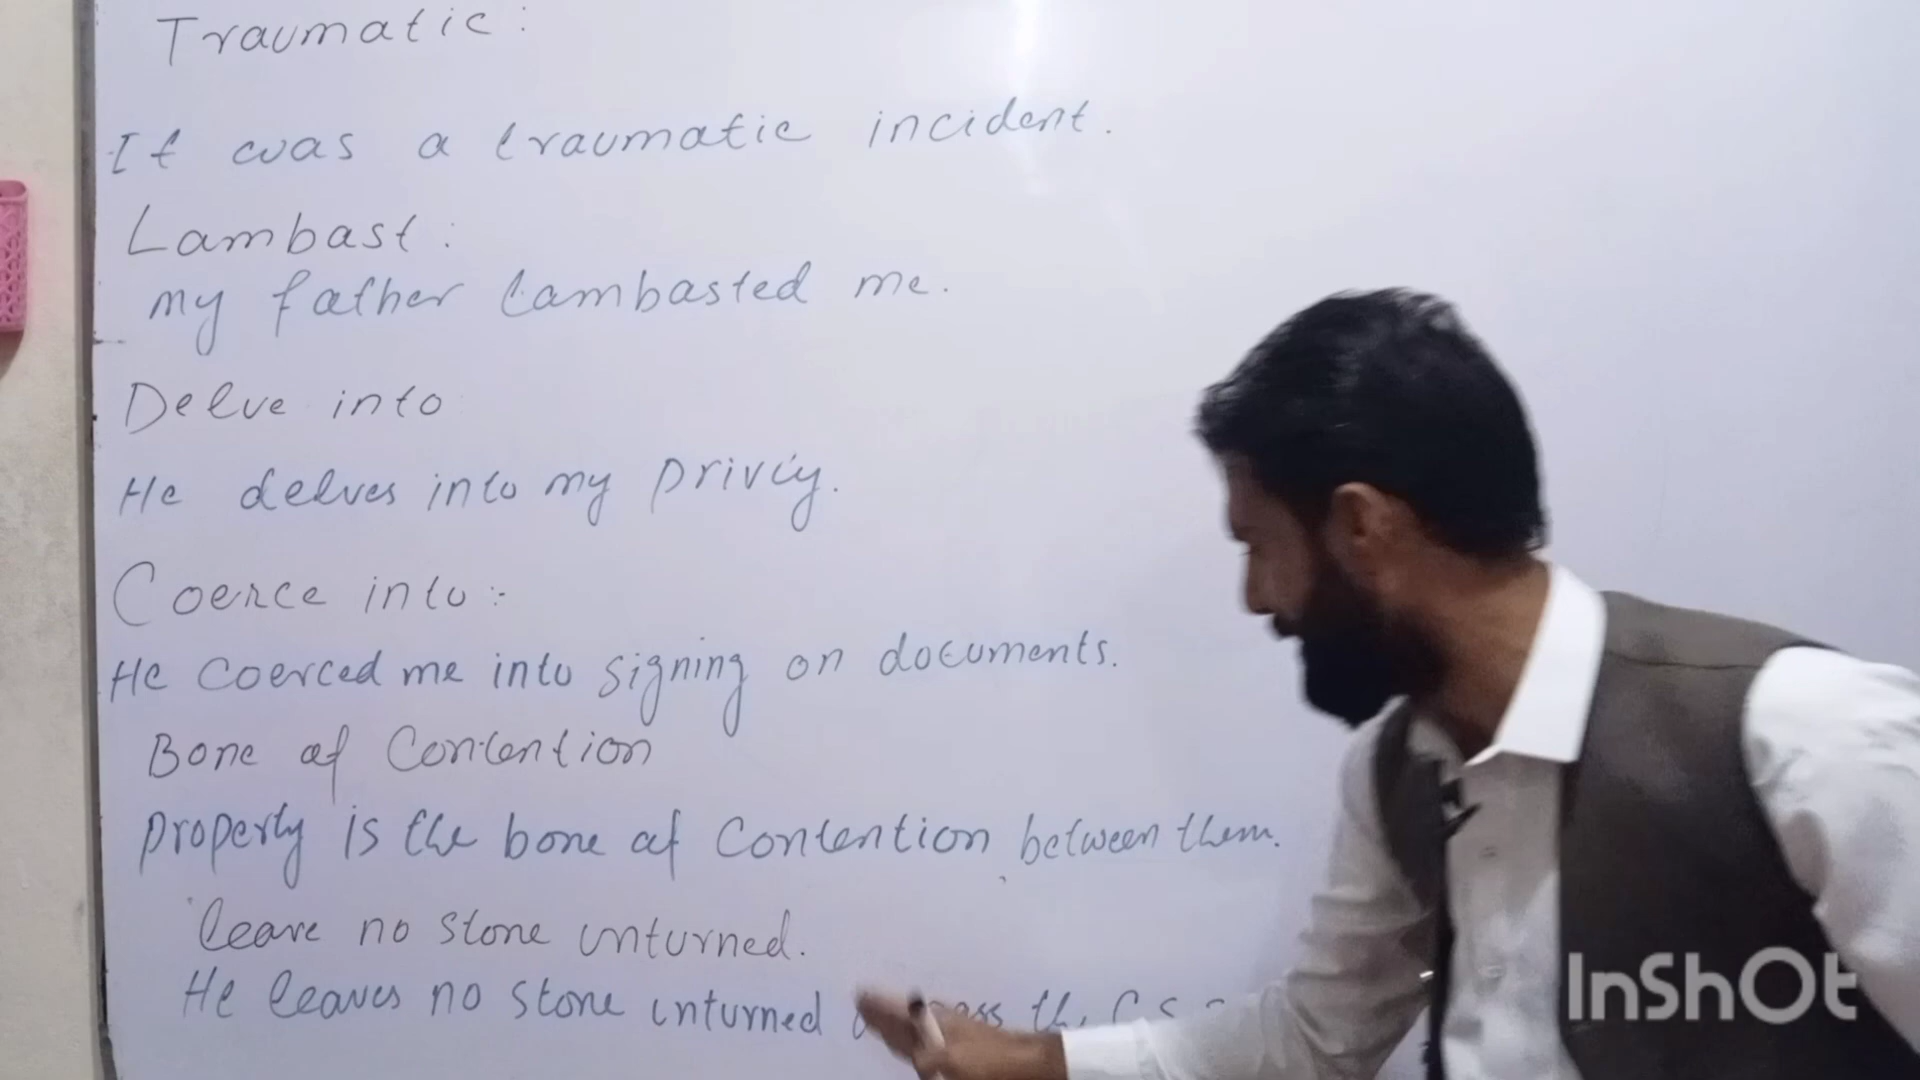 Traumatic:
It was a traumatic incident.
Lambast:
my father lambasted me.
Delve into
He delves into my privcy.
Coerce into:-
He coerced me into signing on documents.
Bone of Contention
Property is the bone of Contention between them.
leave no stone unturned.
He leaves no stone unturned the
InShOt